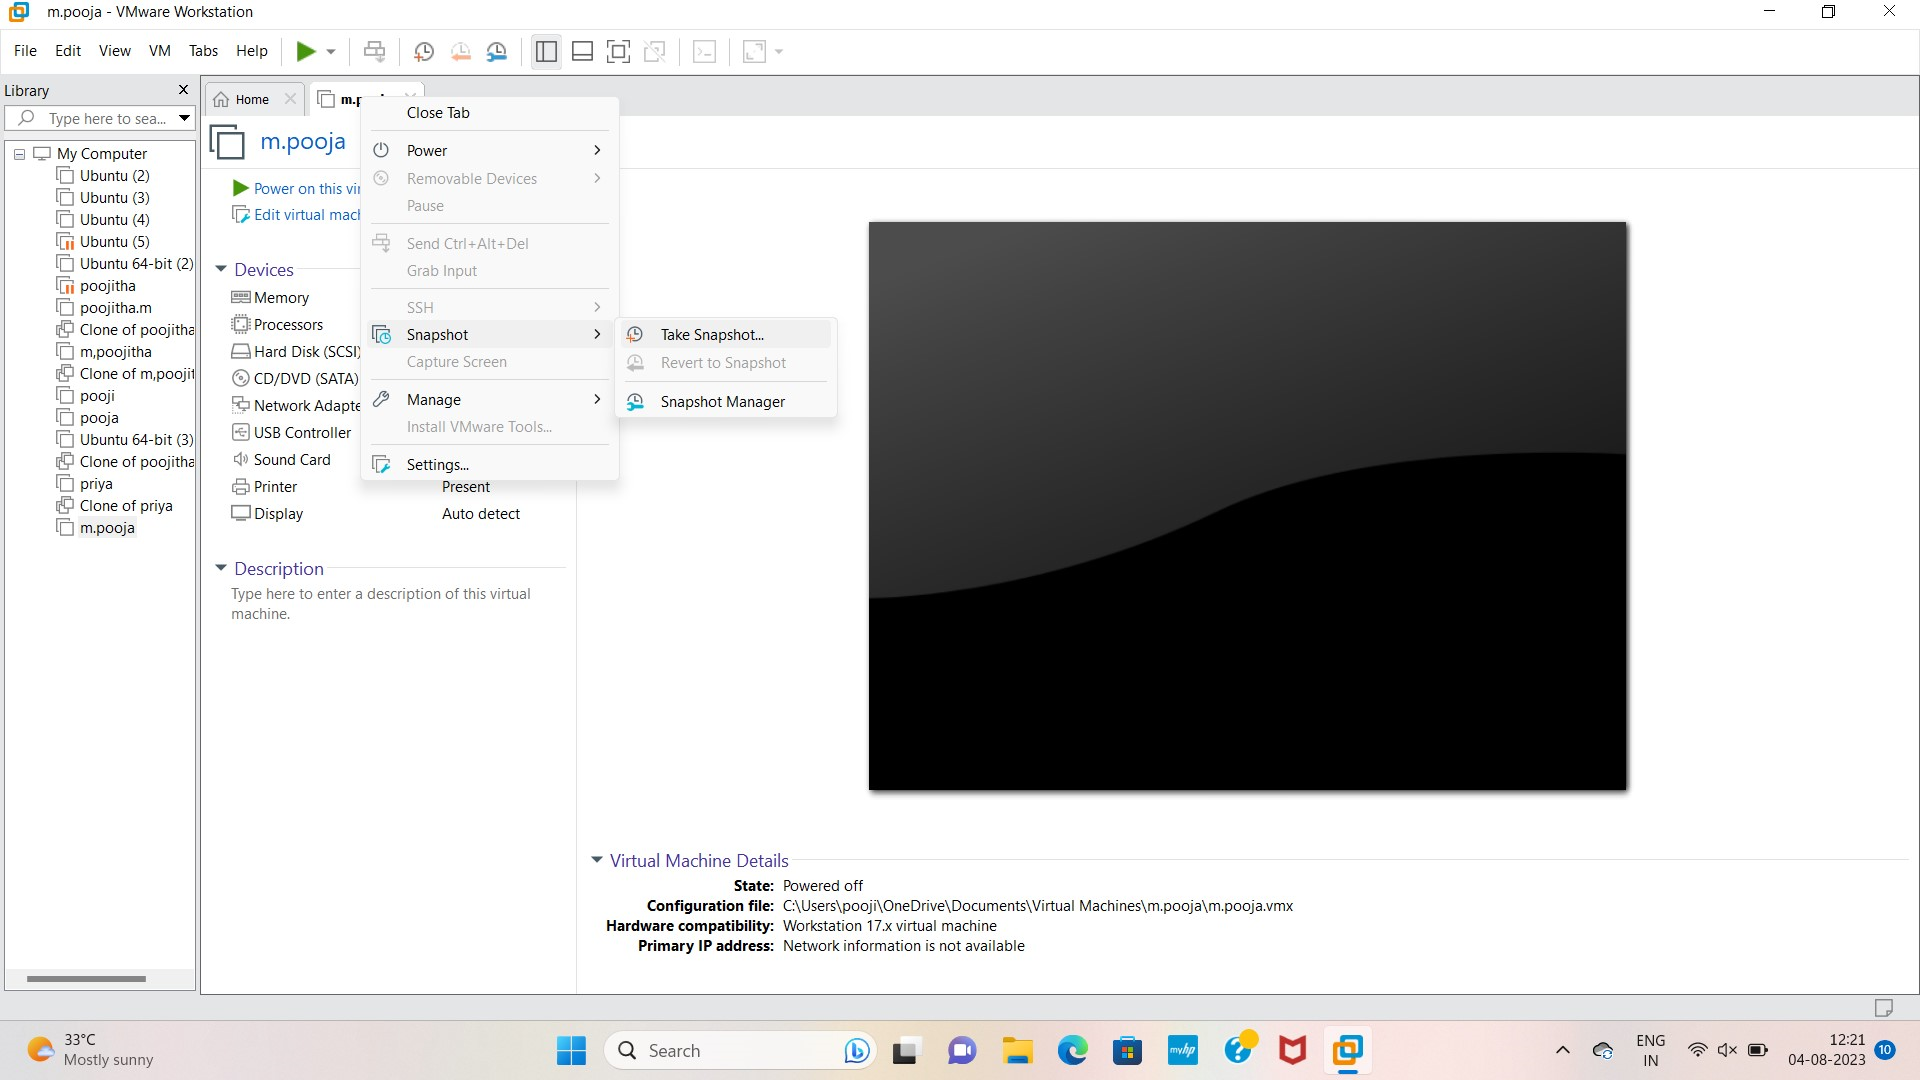 m.pooja - VMware Workstation
File Edit View VM Tabs Help
Library
Type here to sea...
My Computer
Ubuntu (2)
Ubuntu (3)
Ubuntu (4)
Ubuntu (5)
Ubuntu 64-bit (2)
poojitha
poojitha.m
Clone of poojitha
m,poojitha
Clone of m,poojit
pooji
pooja
Ubuntu 64-bit (3)
Clone of poojitha
priya
Clone of priya
m.pooja
Home
m.p
m.pooja
Power on this vir
Edit virtual mach
Devices
Memory
Processors
Hard Disk (SCSI)
CD/DVD (SATA)
Network Adapte
USB Controller
Sound Card
Printer Present
Display Auto detect
Description
Type here to enter a description of this virtual
machine.
Close Tab
Power
Removable Devices
Pause
Send Ctrl+Alt+Del
Grab Input
SSH
Snapshot
Capture Screen
Manage
Install VMware Tools...
Settings...
Take Snapshot...
Revert to Snapshot
Snapshot Manager
Virtual Machine Details
State: Powered off
Configuration file: C:\Users\pooji\OneDrive\Documents\Virtual Machines\m.pooja\m.pooja.vmx
Hardware compatibility: Workstation 17.x virtual machine
Primary IP address: Network information is not available
33°C
Mostly sunny
Search
myhp
ENG
IN
12:21
04-08-2023
10